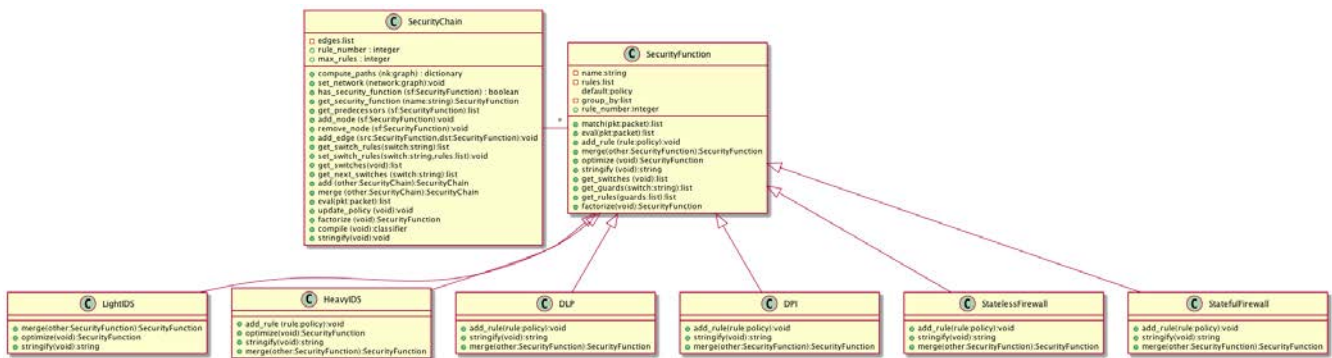 C SecurityChain
edges:list
rule_number : integer
max_rules : integer
compute_paths (nk:graph) : dictionary
set_network (network:graph):void
has_security_function (sf:SecurityFunction) : boolean
get_security_function (name:string):SecurityFunction
get_predecessors (sf:SecurityFunction):list
add_node (sf:SecurityFunction):void
remove_node (sf:SecurityFunction):void
add_edge (src:SecurityFunction,dst:SecurityFunction):void
get_switch_rules(switch:string):list
set_switch_rules(switch:string,rules:list):void
get_switches(void):list
get_next_switches (switch:string):list
add (other:SecurityChain):SecurityChain
merge (other:SecurityChain):SecurityChain
eval(pkt:packet):list
update_policy (void):void
factorize (void):SecurityFunction
compile (void):classifier
stringify(void):void
*
C SecurityFunction
name:string
rules:list
default:policy
group_by:list
rule_number:integer
match(pkt:packet):list
eval(pkt:packet):list
add_rule (rule:policy):void
merge(other:SecurityFunction):SecurityFunction
optimize (void):SecurityFunction
stringify (void):string
get_switches (void):list
get_guards(switch:string):list
get_rules(guards:list):list
factorize(void):SecurityFunction
C LightIDS
merge(other:SecurityFunction):SecurityFunction
optimize(void):SecurityFunction
stringify(void):string
C HeavyIDS
add_rule (rule:policy):void
optimize(void):SecurityFunction
stringify(void):string
merge(other:SecurityFunction):SecurityFunction
C DLP
add_rule(rule:policy):void
stringify(void):string
merge(other:SecurityFunction):SecurityFunction
C DPI
add_rule(rule:policy):void
stringify(void):string
merge(other:SecurityFunction):SecurityFunction
C StatelessFirewall
add_rule(rule:policy):void
stringify(void):string
merge(other:SecurityFunction):SecurityFunction
C StatefulFirewall
add_rule(rule:policy):void
stringify(void):string
merge(other:SecurityFunction):SecurityFunction